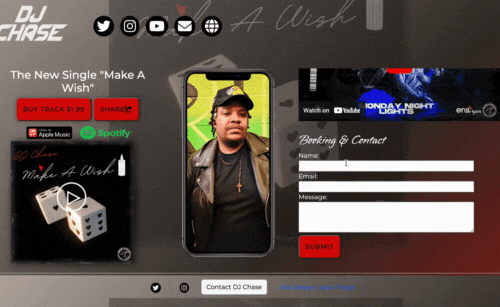 DJ
CHASE
Make A Wish
The New Single "Make A
Wish"
BUY TRACK $1.99
SHARE
Apple Music
Spotify
DJ Chase
Make A Wish
Watch on YouTube
MONDAY NIGHT
LIGHTS
Booking & Contact
Name:
Email:
Message:
SUBMIT
Contact DJ Chase